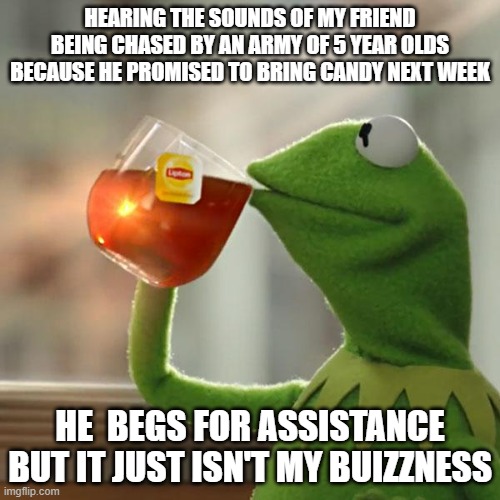 HEARING THE SOUNDS OF MY FRIEND
BEING CHASED BY AN ARMY OF 5 YEAR OLDS
BECAUSE HE PROMISED TO BRING CANDY NEXT WEEK
Lipton
HE BEGS FOR ASSISTANCE
BUT IT JUST ISN'T MY BUIZZNESS
imgflip.com